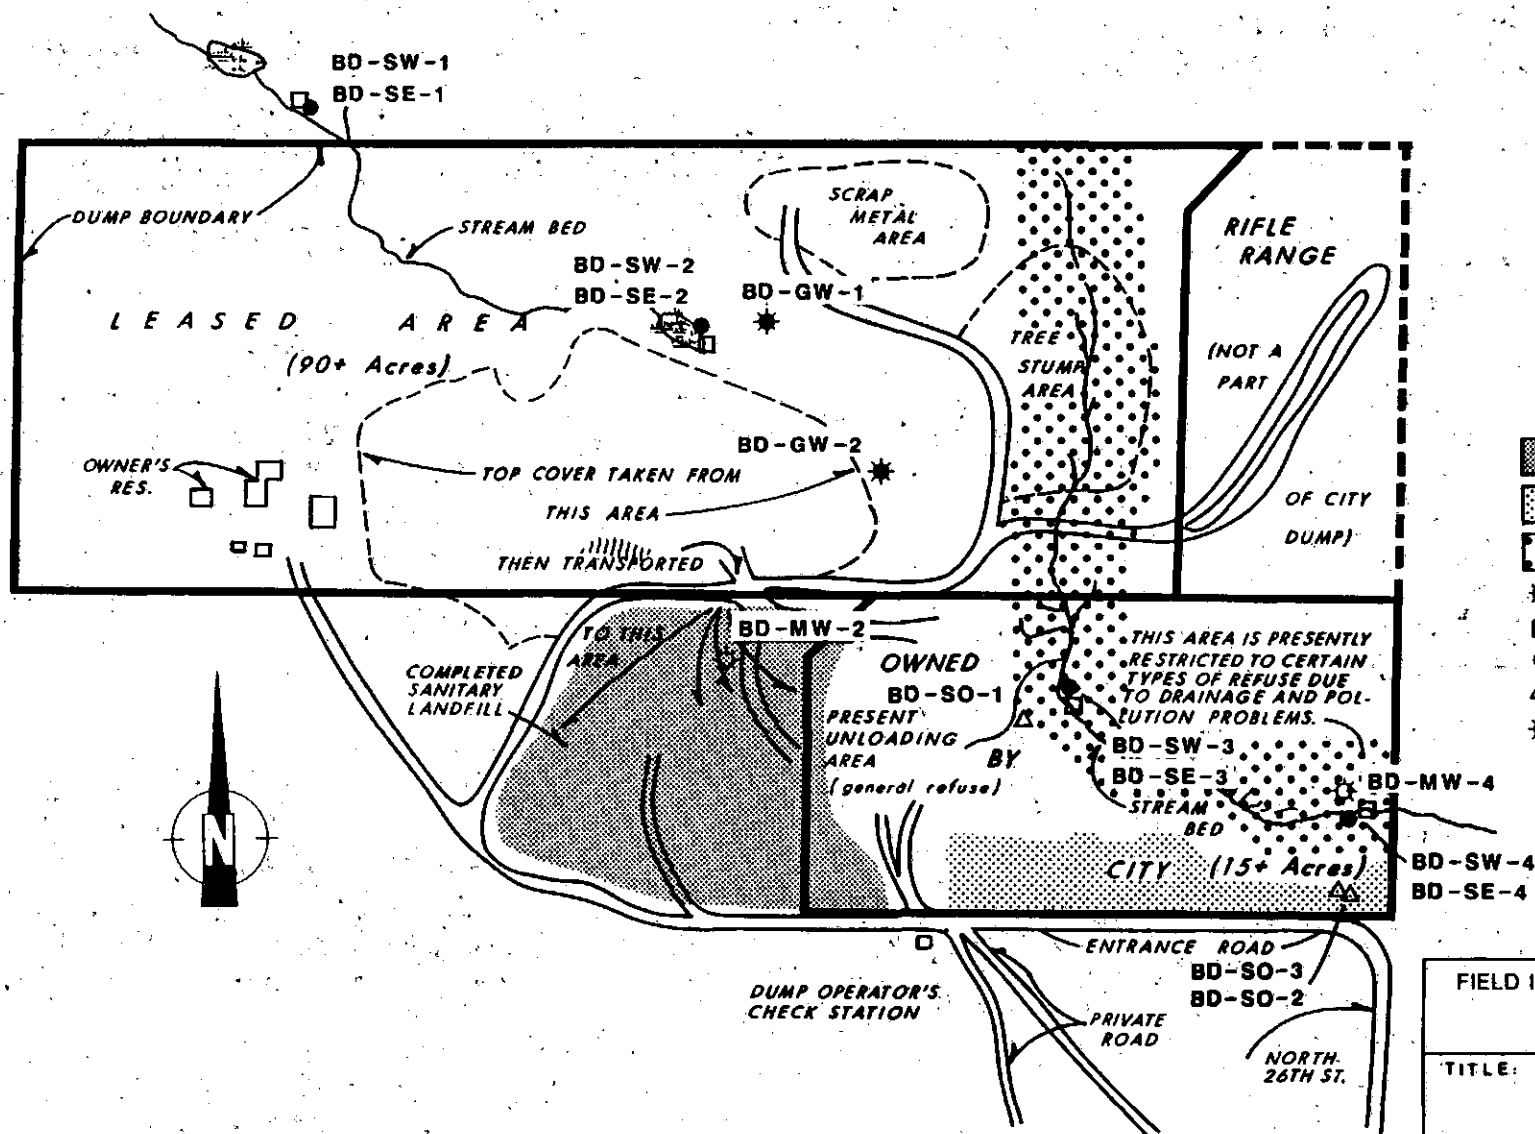 BD-SW-1
BD-SE-1
DUMP BOUNDARY
STREAM BED
SCRAP
METAL
AREA
RIFLE
RANGE
BD-SW-2
BD-SE-2
BD-GW-1
LEASED AREA
(90+ Acres)
TREE
STUMP
AREA
(NOT A
PART
OF CITY
DUMP)
BD-GW-2
OWNER'S
RES.
TOP COVER TAKEN FROM
THIS AREA
THEN TRANSPORTED
TO THIS
AREA
BD-MW-2
COMPLETED
SANITARY
LANDFILL
OWNED
BD-SO-1
PRESENT
UNLOADING
AREA
(general refuse)
BY
THIS AREA IS PRESENTLY
RESTRICTED TO CERTAIN
TYPES OF REFUSE DUE
TO DRAINAGE AND POL-
LUTION PROBLEMS.
BD-SW-3
BD-SE-3
STREAM
BED
BD-MW-4
CITY (15+ Acres)
BD-SW-4
BD-SE-4
N
ENTRANCE ROAD
BD-SO-3
BD-SO-2
DUMP OPERATOR'S
CHECK STATION
PRIVATE
ROAD
NORTH
26TH ST.
FIELD
TITLE: